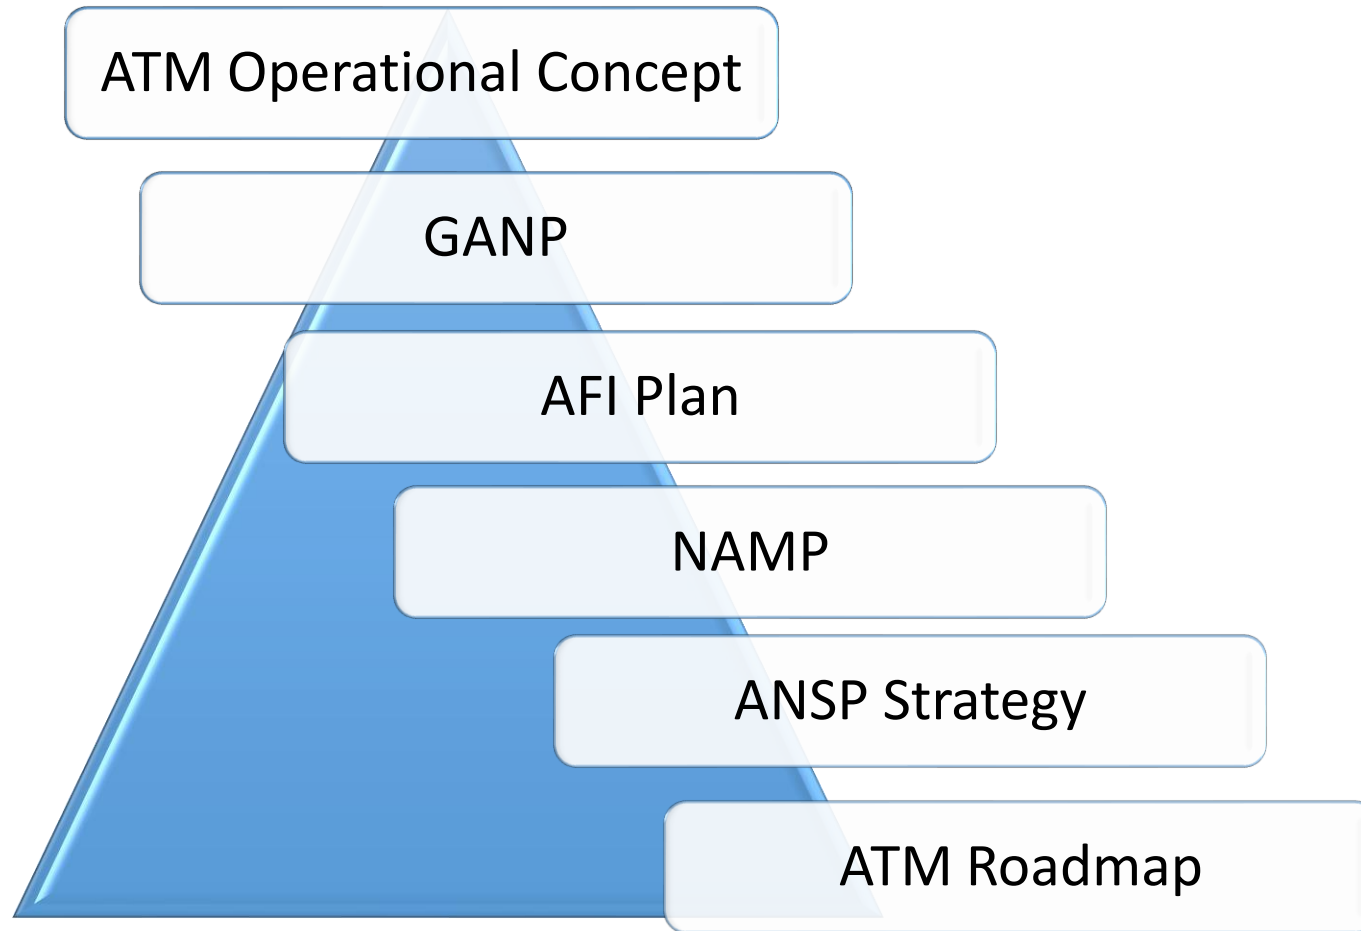 ATM Operational Concept
GANP
AFI Plan
NAMP
ANSP Strategy
ATM Roadmap